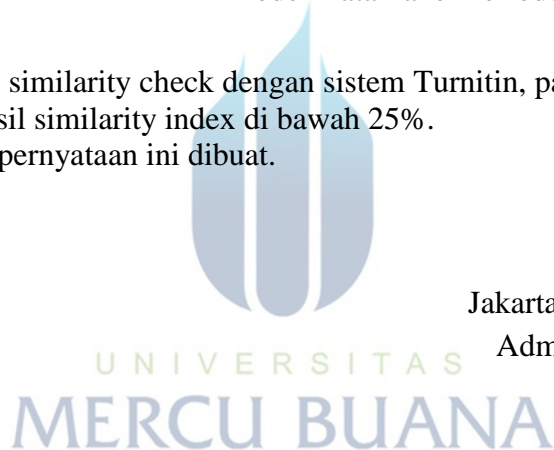 similarity check dengan sistem Turnitin, pa
sil similarity index di bawah 25%.
pernyataan ini dibuat.
Jakarta
Adm
UNIVERSITAS
MERCU BUANA